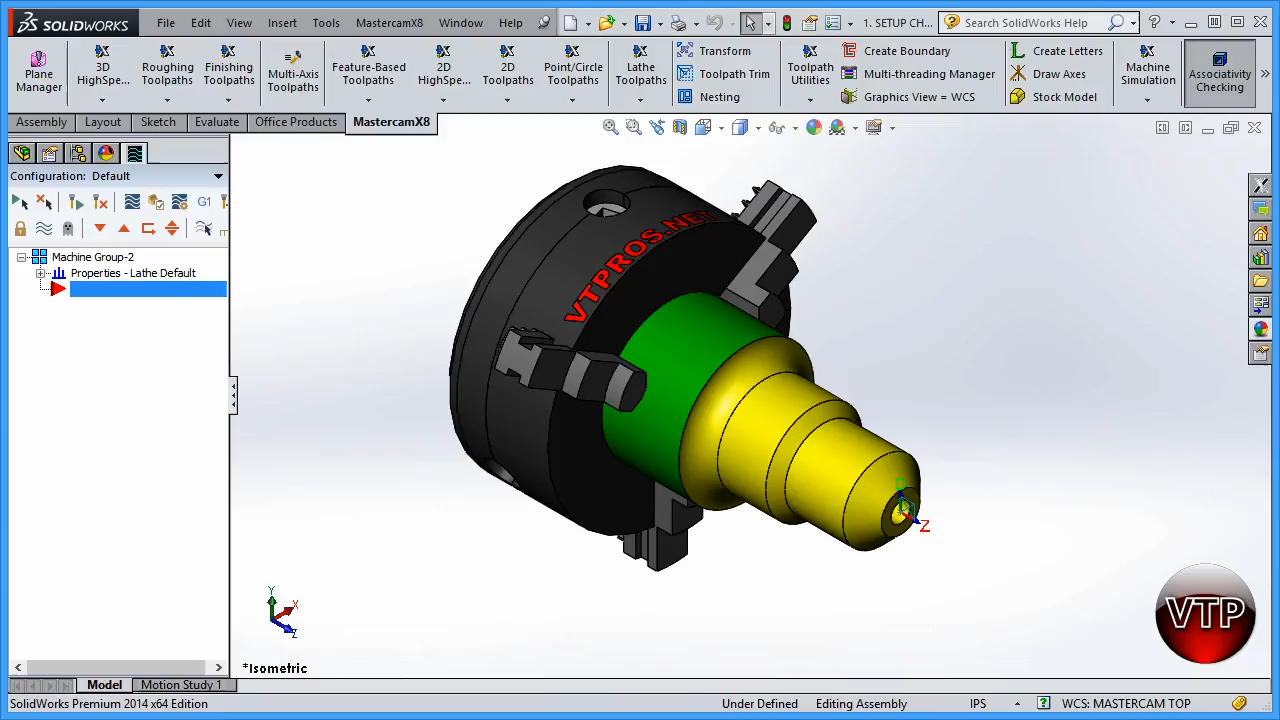 SOLIDWORKS File Edit View Insert Tools MastercamX8 Window Help 1. SETUP CH... Search SolidWorks Help
Plane Manager
3D HighSpe...
Roughing Toolpaths
Finishing Toolpaths
Multi-Axis Toolpaths
Feature-Based Toolpaths
2D HighSpe...
2D Toolpaths
Point/Circle Toolpaths
Lathe Toolpaths
Transform
Toolpath Trim
Nesting
Toolpath Utilities
Create Boundary
Multi-threading Manager
Graphics View = WCS
Create Letters
Draw Axes
Stock Model
Machine Simulation
Associativity Checking
Assembly Layout Sketch Evaluate Office Products MastercamX8
Configuration: Default
G1
Machine Group-2
Properties - Lathe Default
VTPROS.NET
D
Z
Y
X
Z
*Isometric
VTP
Model Motion Study 1
SolidWorks Premium 2014 x64 Edition Under Defined Editing Assembly IPS WCS: MASTERCAM TOP